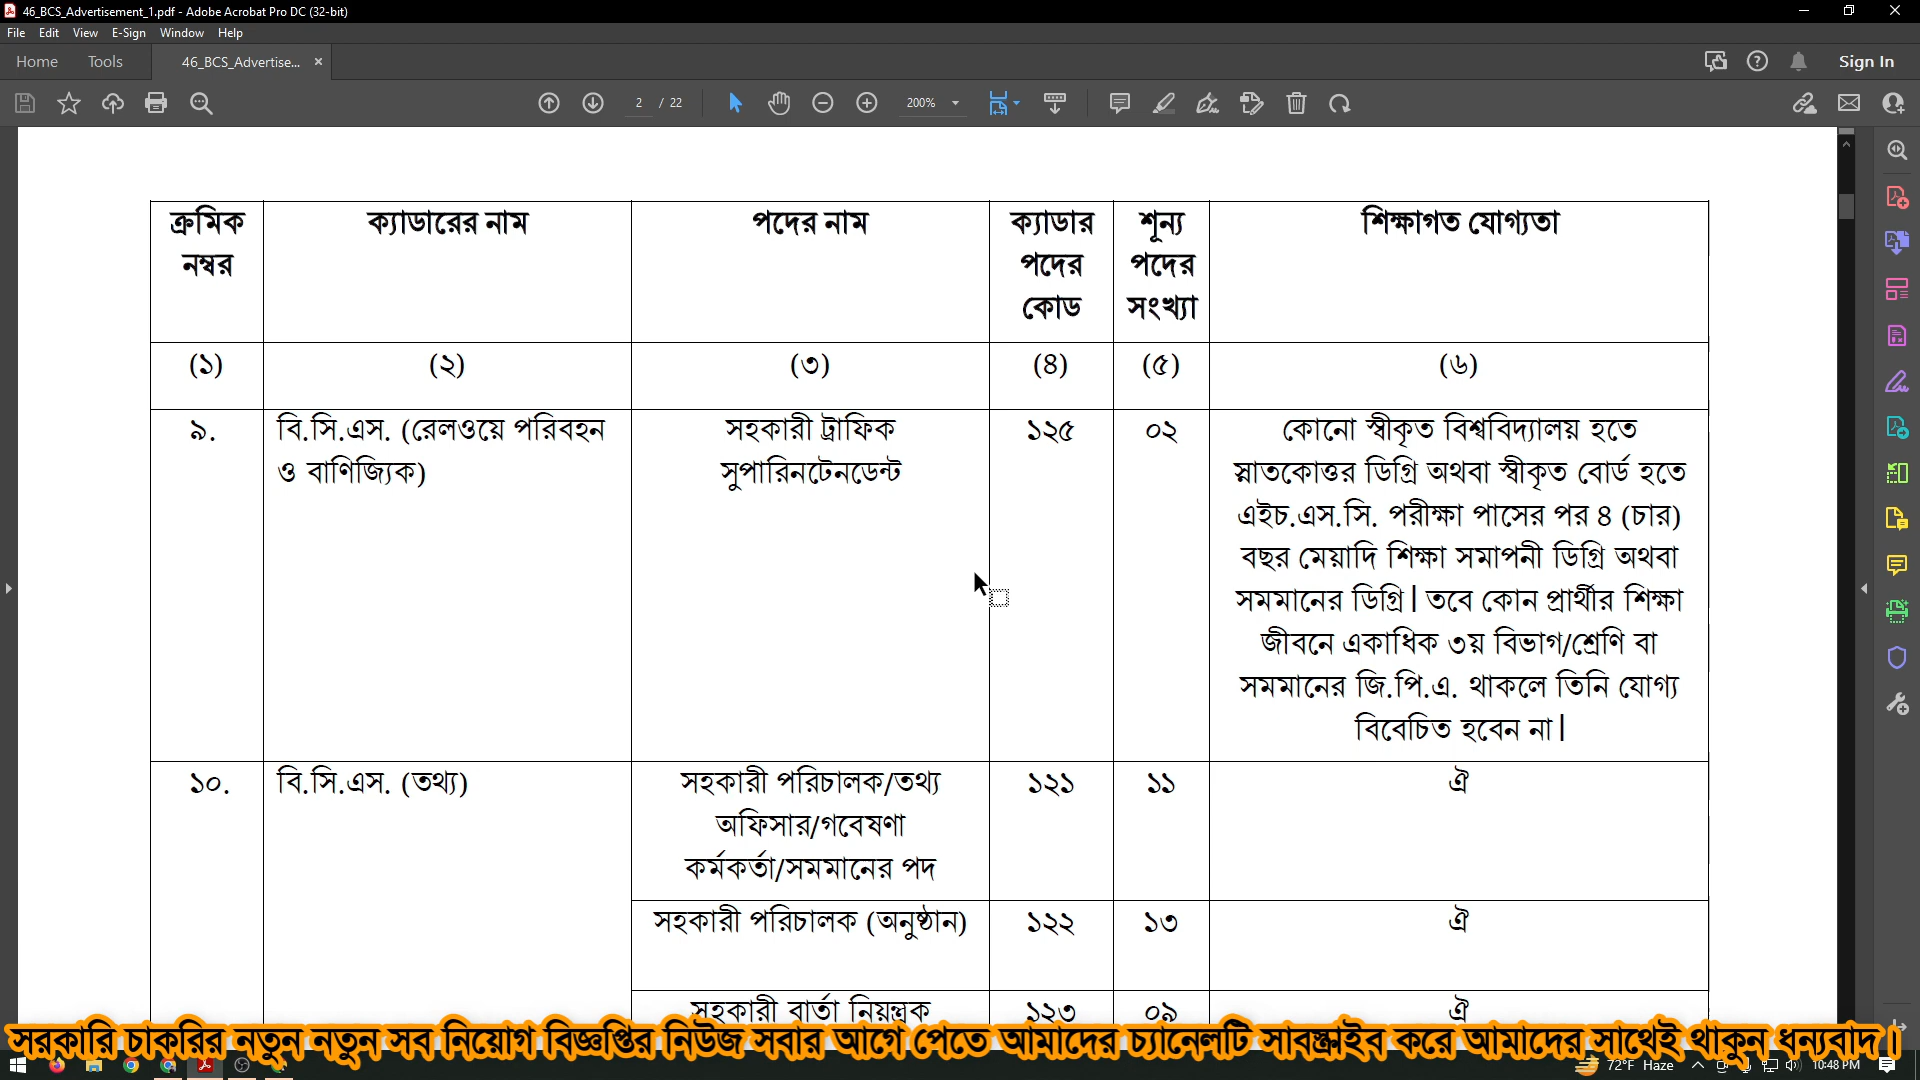 46_BCS_Advertisement_1.pdf - Adobe Acrobat Pro DC (32-bit)
File Edit View E-Sign Window Help
Home Tools 46_BCS_Advertise... × Sign In
2 / 22 200%
ক্রমিক নম্বর
ক্যাডারের নাম
পদের নাম
ক্যাডার পদের কোড
শূন্য পদের সংখ্যা
শিক্ষাগত যোগ্যতা
(১) (২) (৩) (৪) (৫) (৬)
৯.
বি.সি.এস. (রেলওয়ে পরিবহন
ও বাণিজ্যিক)
সহকারী ট্রাফিক
সুপারিনটেনডেন্ট
১২৫
০২
কোনো স্বীকৃত বিশ্ববিদ্যালয় হতে
স্নাতকোত্তর ডিগ্রি অথবা স্বীকৃত বোর্ড হতে
এইচ.এস.সি. পরীক্ষা পাসের পর ৪ (চার)
বছর মেয়াদি শিক্ষা সমাপনী ডিগ্রি অথবা
সমমানের ডিগ্রি| তবে কোন প্রার্থীর শিক্ষা
জীবনে একাধিক ৩য় বিভাগ/শ্রেণি বা
সমমানের জি.পি.এ. থাকলে তিনি যোগ্য
বিবেচিত হবেন না|
১০.
বি.সি.এস. (তথ্য)
সহকারী পরিচালক/তথ্য
অফিসার/গবেষণা
কর্মকর্তা/সমমানের পদ
১২১
১১
ঐ
সহকারী পরিচালক (অনুষ্ঠান) ১২২ ১৩ ঐ
সহকারী বার্তা নিয়ন্ত্রক ১২৩ ০৯ ঐ
সরকারি চাকরির নতুন নতুন সব নিয়োগ বিজ্ঞপ্তির নিউজ সবার আগে পেতে আমাদের চ্যানেলটি সাবস্ক্রাইব করে আমাদের সাথেই থাকুন ধন্যবাদ।
72°F Haze 10:48 PM